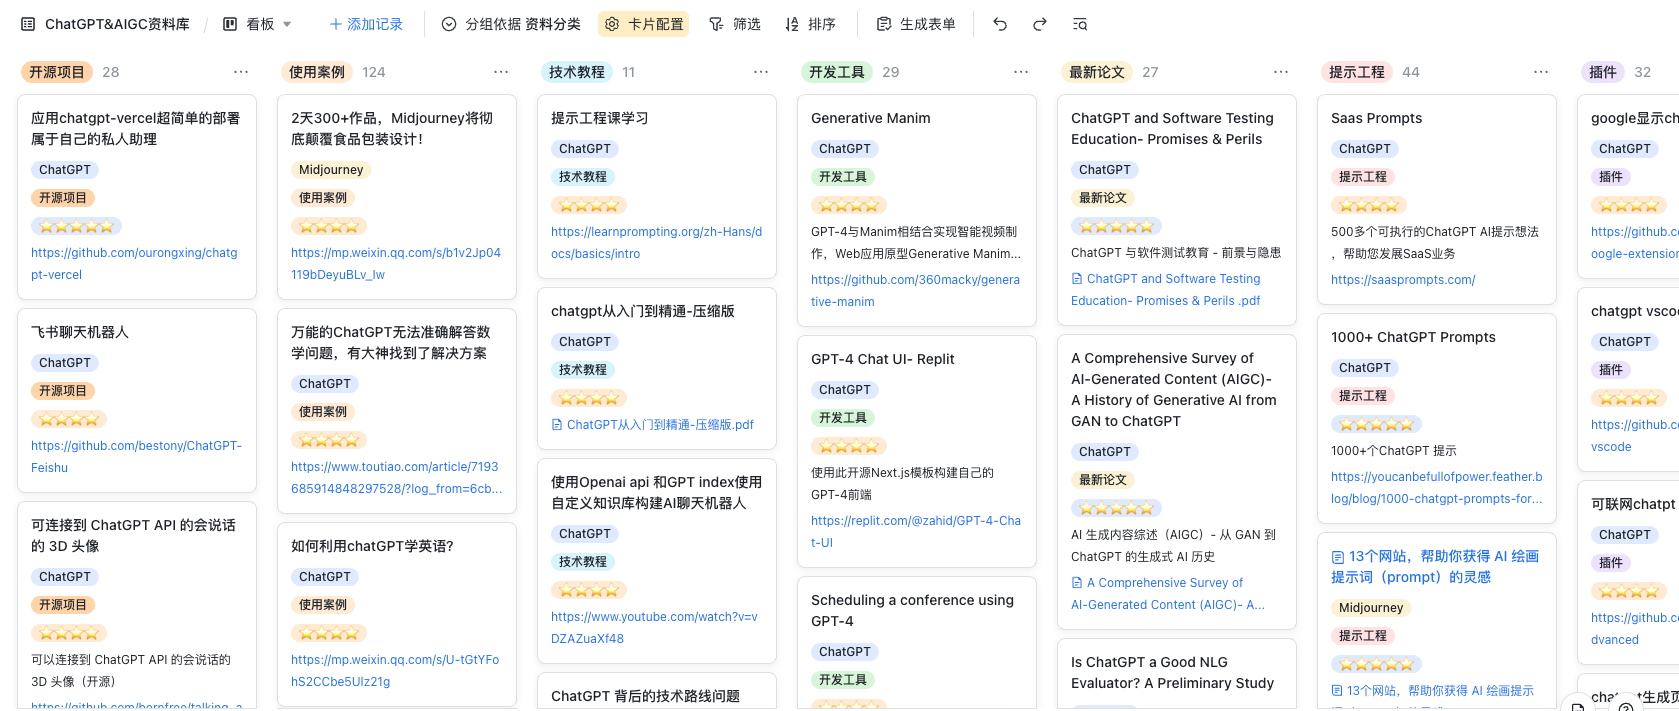 ChatGPT&AIGC资料库 / 看板 添加记录 分组依据 资料分类 卡片配置 筛选 排序 生成表单
开源项目 28
应用chatgpt-vercel超简单的部署
属于自己的私人助理
ChatGPT
开源项目
https://github.com/ourongxing/chatg
pt-vercel
飞书聊天机器人
ChatGPT
开源项目
https://github.com/bestony/ChatGPT-
Feishu
可连接到 ChatGPT API 的会说话
的 3D 头像
ChatGPT
开源项目
可以连接到 ChatGPT API 的会说话的
3D 头像（开源）
使用案例 124
2天300+作品，Midjourney将彻
底颠覆食品包装设计！
Midjourney
使用案例
https://mp.weixin.qq.com/s/b1v2Jp04
119bDeyuBLv_lw
万能的ChatGPT无法准确解答数
学问题，有大神找到了解决方案
ChatGPT
使用案例
https://www.toutiao.com/article/7193
685914848297528/?log_from=6cb...
如何利用chatGPT学英语?
ChatGPT
使用案例
https://mp.weixin.qq.com/s/U-tGtYFo
hS2CCbe5Ulz21g
技术教程 11
提示工程课学习
ChatGPT
技术教程
https://learnprompting.org/zh-Hans/d
ocs/basics/intro
chatgpt从入门到精通-压缩版
ChatGPT
技术教程
ChatGPT从入门到精通-压缩版.pdf
使用Openai api 和GPT index使用
自定义知识库构建AI聊天机器人
ChatGPT
技术教程
https://www.youtube.com/watch?v=v
DZAZuaXf48
ChatGPT 背后的技术路线问题
开发工具 29
Generative Manim
ChatGPT
开发工具
GPT-4与Manim相结合实现智能视频制
作，Web应用原型Generative Manim...
https://github.com/360macky/genera
tive-manim
GPT-4 Chat UI- Replit
ChatGPT
开发工具
使用此开源Next.js模板构建自己的
GPT-4前端
https://replit.com/@zahid/GPT-4-Cha
t-UI
Scheduling a conference using
GPT-4
ChatGPT
开发工具
最新论文 27
ChatGPT and Software Testing
Education- Promises & Perils
ChatGPT
最新论文
ChatGPT 与软件测试教育 - 前景与隐患
ChatGPT and Software Testing
Education- Promises & Perils .pdf
A Comprehensive Survey of
AI-Generated Content (AIGC)-
A History of Generative AI from
GAN to ChatGPT
ChatGPT
最新论文
AI 生成内容综述（AIGC）- 从 GAN 到
ChatGPT 的生成式 AI 历史
A Comprehensive Survey of
AI-Generated Content (AIGC)- A...
Is ChatGPT a Good NLG
Evaluator? A Preliminary Study
提示工程 44
Saas Prompts
ChatGPT
提示工程
500多个可执行的ChatGPT AI提示想法
，帮助您发展SaaS业务
https://saasprompts.com/
1000+ ChatGPT Prompts
ChatGPT
提示工程
1000+个ChatGPT 提示
https://youcanbefullofpower.feather.b
log/blog/1000-chatgpt-prompts-for...
13个网站，帮助你获得 AI 绘画
提示词（prompt）的灵感
Midjourney
提示工程
13个网站，帮助你获得 AI 绘画提示
插件 32
google显示ch
ChatGPT
插件
https://github.c
oogle-extension
chatgpt vscod
ChatGPT
插件
https://github.c
vscode
可联网chatpt
ChatGPT
插件
https://github.c
dvanced